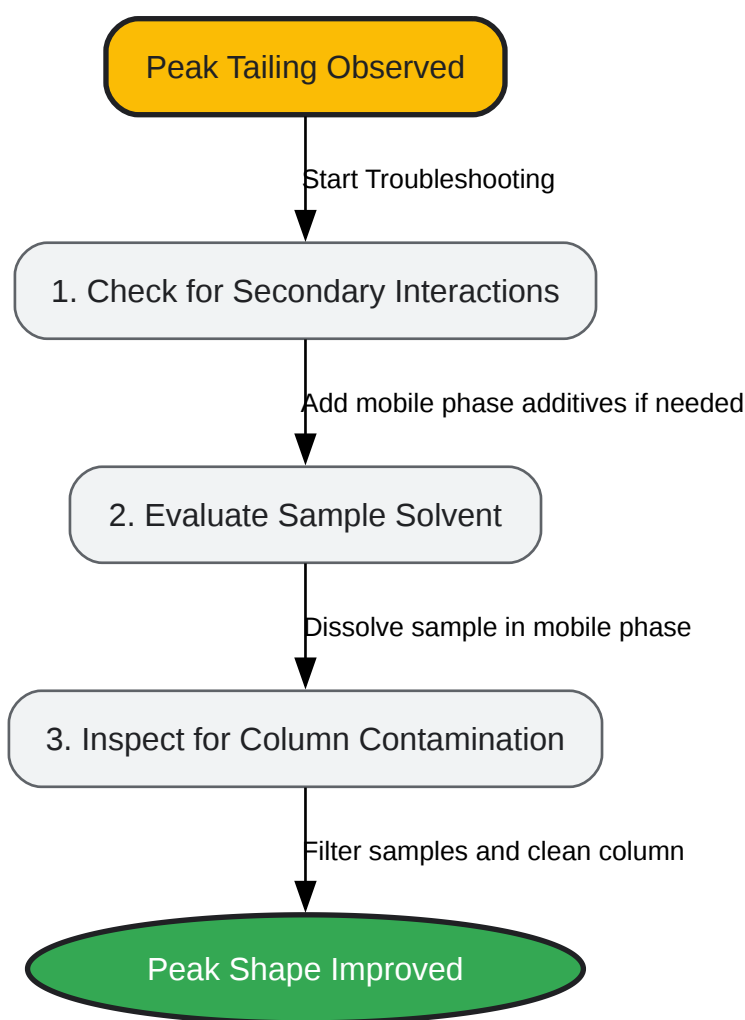 Peak Tailing Observed
Start Troubleshooting
1. Check for Secondary Interactions
Add mobile phase additives if needed
2. Evaluate Sample Solvent
Dissolve sample in mobile phase
3. Inspect for Column Contamination
Filter samples and clean column
Peak Shape Improved